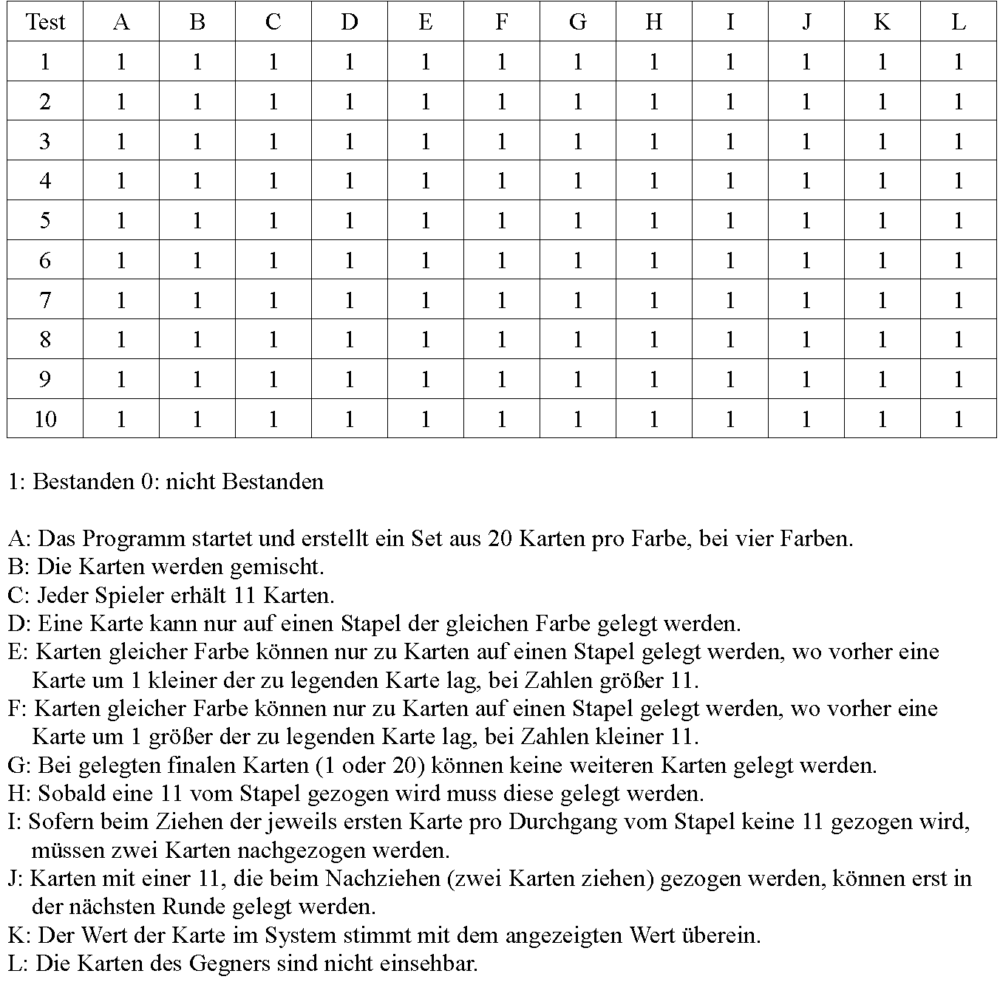 Test A B C D E F G H I J K L
1 1 1 1 1 1 1 1 1 1 1 1 1
2 1 1 1 1 1 1 1 1 1 1 1 1
3 1 1 1 1 1 1 1 1 1 1 1 1
4 1 1 1 1 1 1 1 1 1 1 1 1
5 1 1 1 1 1 1 1 1 1 1 1 1
6 1 1 1 1 1 1 1 1 1 1 1 1
7 1 1 1 1 1 1 1 1 1 1 1 1
8 1 1 1 1 1 1 1 1 1 1 1 1
9 1 1 1 1 1 1 1 1 1 1 1 1
10 1 1 1 1 1 1 1 1 1 1 1 1
1: Bestanden 0: nicht Bestanden
A: Das Programm startet und erstellt ein Set aus 20 Karten pro Farbe, bei vier Farben.
B: Die Karten werden gemischt.
C: Jeder Spieler erhält 11 Karten.
D: Eine Karte kann nur auf einen Stapel der gleichen Farbe gelegt werden.
E: Karten gleicher Farbe können nur zu Karten auf einen Stapel gelegt werden, wo vorher eine
Karte um 1 kleiner der zu legenden Karte lag, bei Zahlen größer 11.
F: Karten gleicher Farbe können nur zu Karten auf einen Stapel gelegt werden, wo vorher eine
Karte um 1 größer der zu legenden Karte lag, bei Zahlen kleiner 11.
G: Bei gelegten finalen Karten (1 oder 20) können keine weiteren Karten gelegt werden.
H: Sobald eine 11 vom Stapel gezogen wird muss diese gelegt werden.
I: Sofern beim Ziehen der jeweils ersten Karte pro Durchgang vom Stapel keine 11 gezogen wird,
müssen zwei Karten nachgezogen werden.
J: Karten mit einer 11, die beim Nachziehen (zwei Karten ziehen) gezogen werden, können erst in
der nächsten Runde gelegt werden.
K: Der Wert der Karte im System stimmt mit dem angezeigten Wert überein.
L: Die Karten des Gegners sind nicht einsehbar.